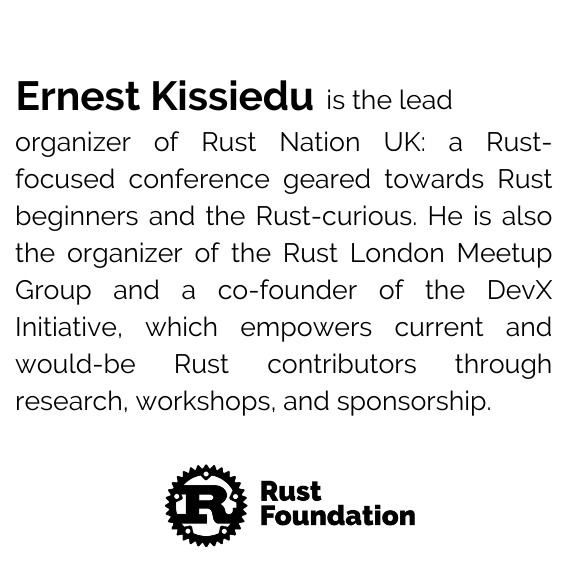 Ernest Kissiedu is the lead
organizer of Rust Nation UK: a Rust-
focused conference geared towards Rust
beginners and the Rust-curious. He is also
the organizer of the Rust London Meetup
Group and a co-founder of the DevX
Initiative, which empowers current and
would-be Rust contributors through
research, workshops, and sponsorship.
R
Rust
Foundation